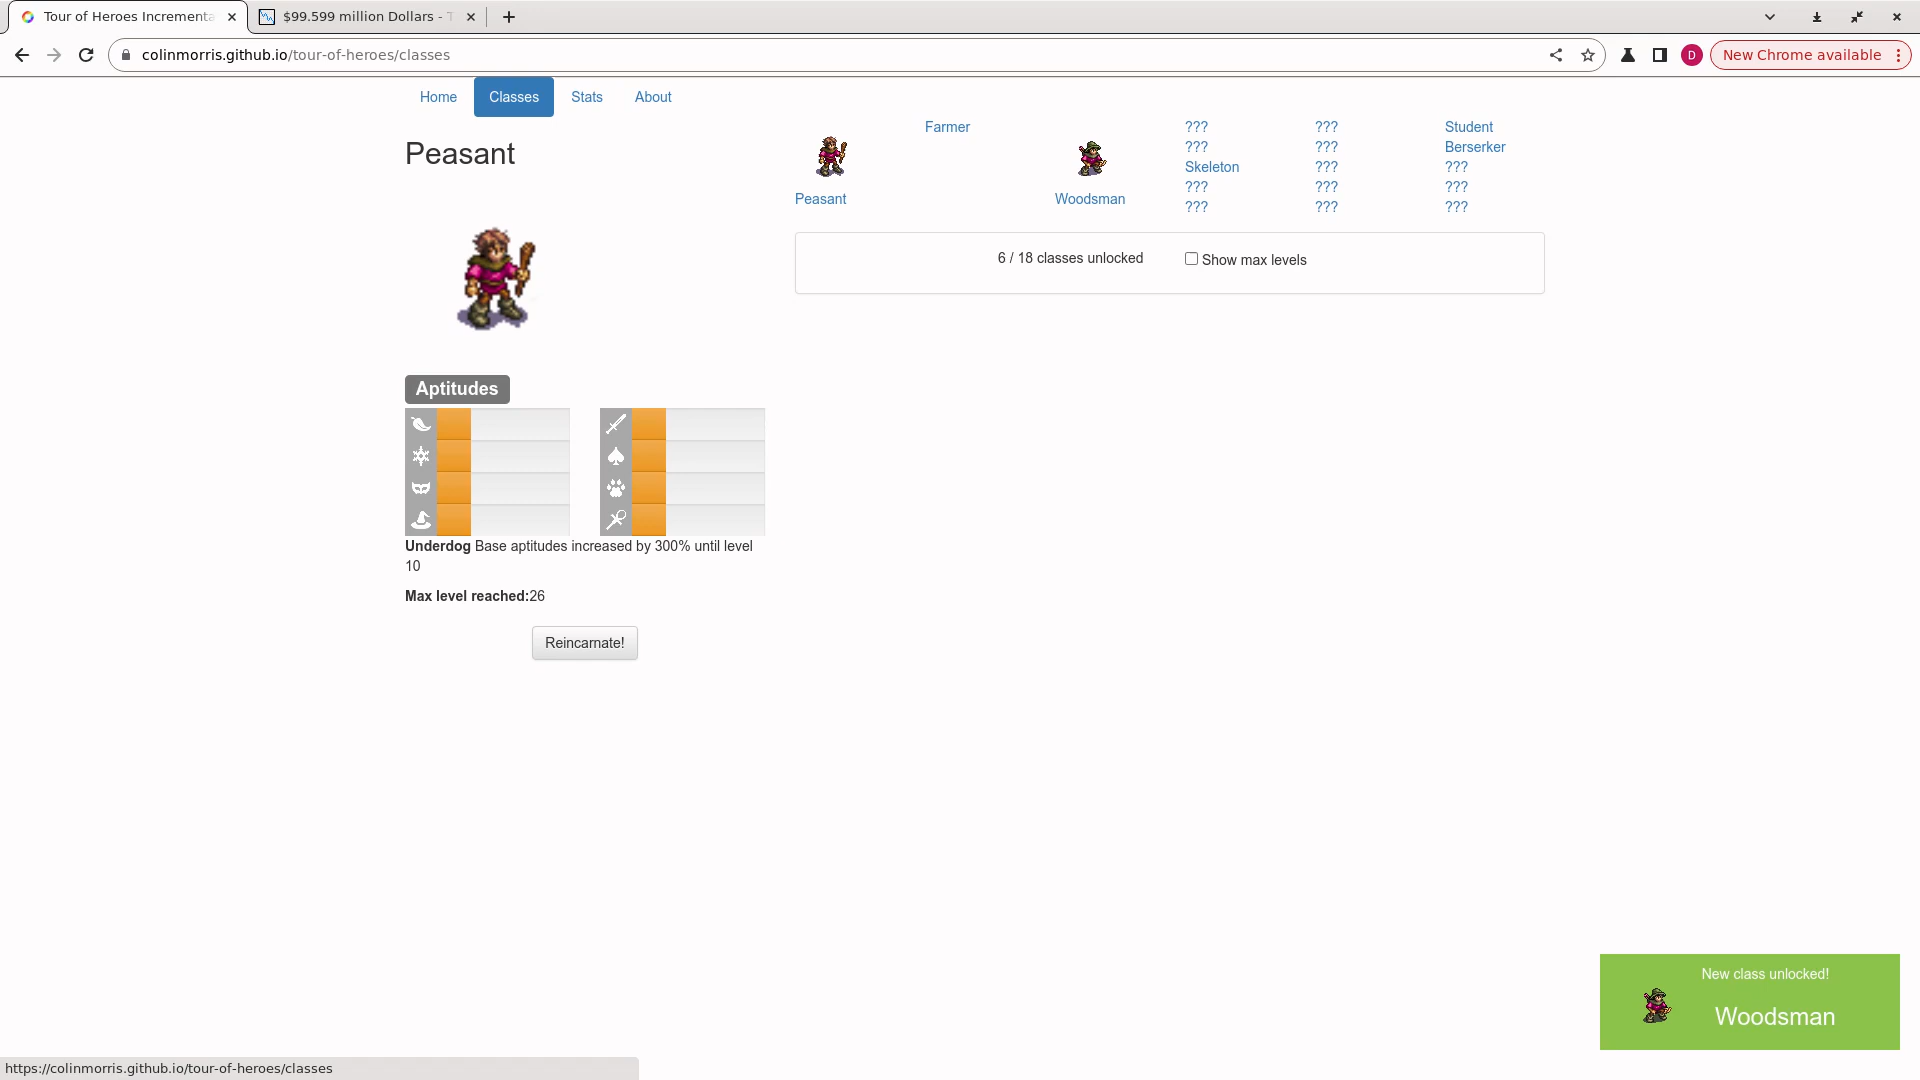 Tour of Heroes Incrementa
$99.599 million Dollars - T
colinmorris.github.io/tour-of-heroes/classes
D
New Chrome available
Home
Classes
Stats
About
Peasant
Peasant
Farmer
Woodsman
???
???
Skeleton
???
???
???
???
???
???
???
Student
Berserker
???
???
???
6 / 18 classes unlocked
Show max levels
Aptitudes
Underdog Base aptitudes increased by 300% until level
10
Max level reached:26
Reincarnate!
New class unlocked!
Woodsman
https://colinmorris.github.io/tour-of-heroes/classes